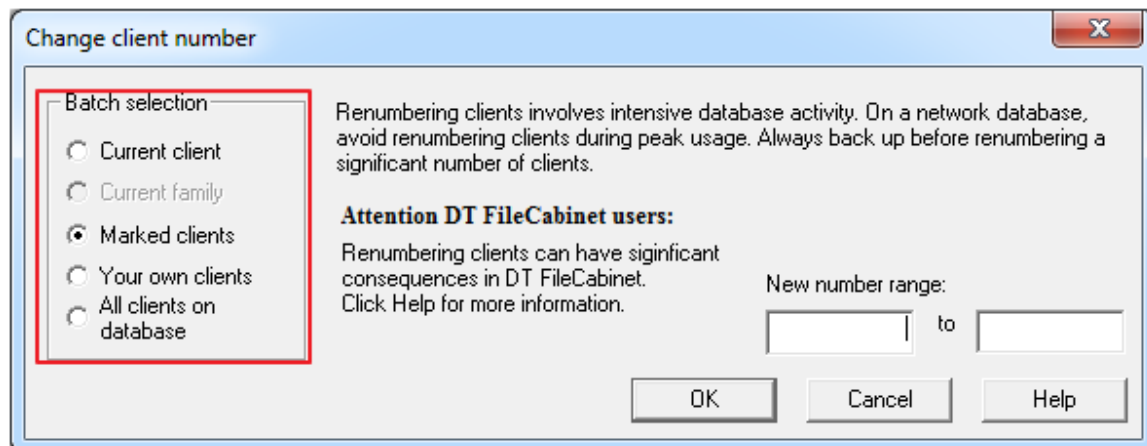 Change client number
Batch selection
Current client
Current family
Marked clients
Your own clients
All clients on
database
Renumbering clients involves intensive database activity. On a network database,
avoid renumbering clients during peak usage. Always back up before renumbering a
significant number of clients.
Attention DT FileCabinet users:
Renumbering clients can have siginficant
consequences in DT FileCabinet.
Click Help for more information.
New number range:
to
OK
Cancel
Help